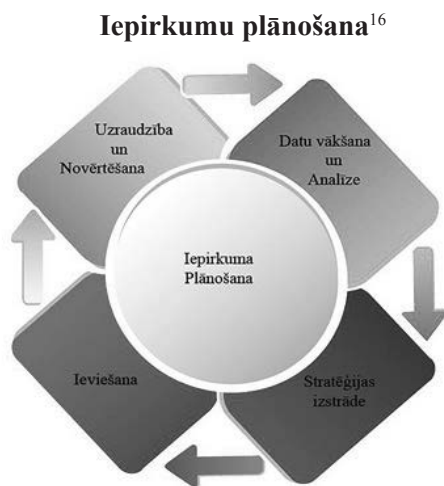 Iepirkumu plānošana16
Uzraudzība
un
Novērtēšana
Datu vākšana
un
Analīze
Iepirkuma
Plānošana
Ieviešana
Stratēģijas
izstrāde